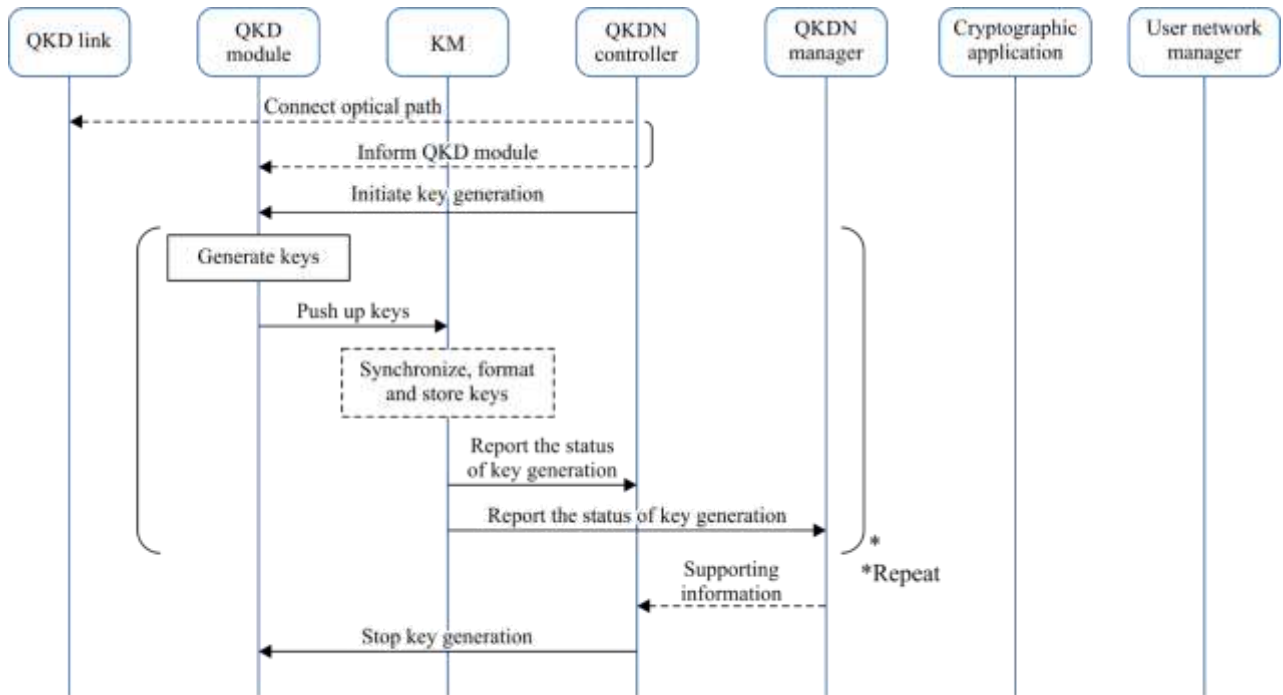 QKD link
QKD
module
KM
QKDN
controller
QKDN
manager
Cryptographic
application
User network
manager
Connect optical path
Inform QKD module
Initiate key generation
Generate keys
Push up keys
Synchronize, format
and store keys
Report the status
of key generation
Report the status of key generation
*
*Repeat
Supporting
information
Stop key generation